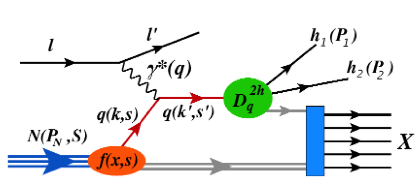 l
l'
h₁(P₁)
γ*(q)
h₂(P₂)
D_q^{2h}
q(k,s)
q(k',s')
N(P_N,S)
f(x,s)
X